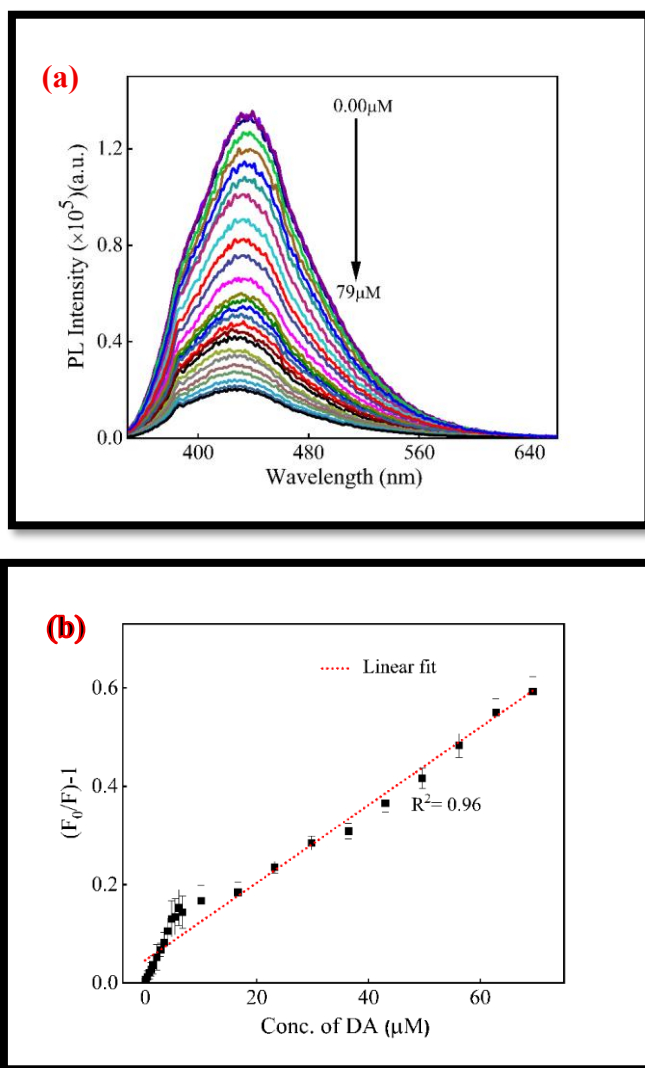 (a)
0.00μM
1.2
0.8
79μM
0.4
0.0
400 480 560 640
Wavelength (nm)
PL Intensity (×10⁵)(a.u.)
(b)
Linear fit
0.6
0.4
R²= 0.96
0.2
0.0
0 20 40 60
Conc. of DA (μM)
(F₀/F)-1